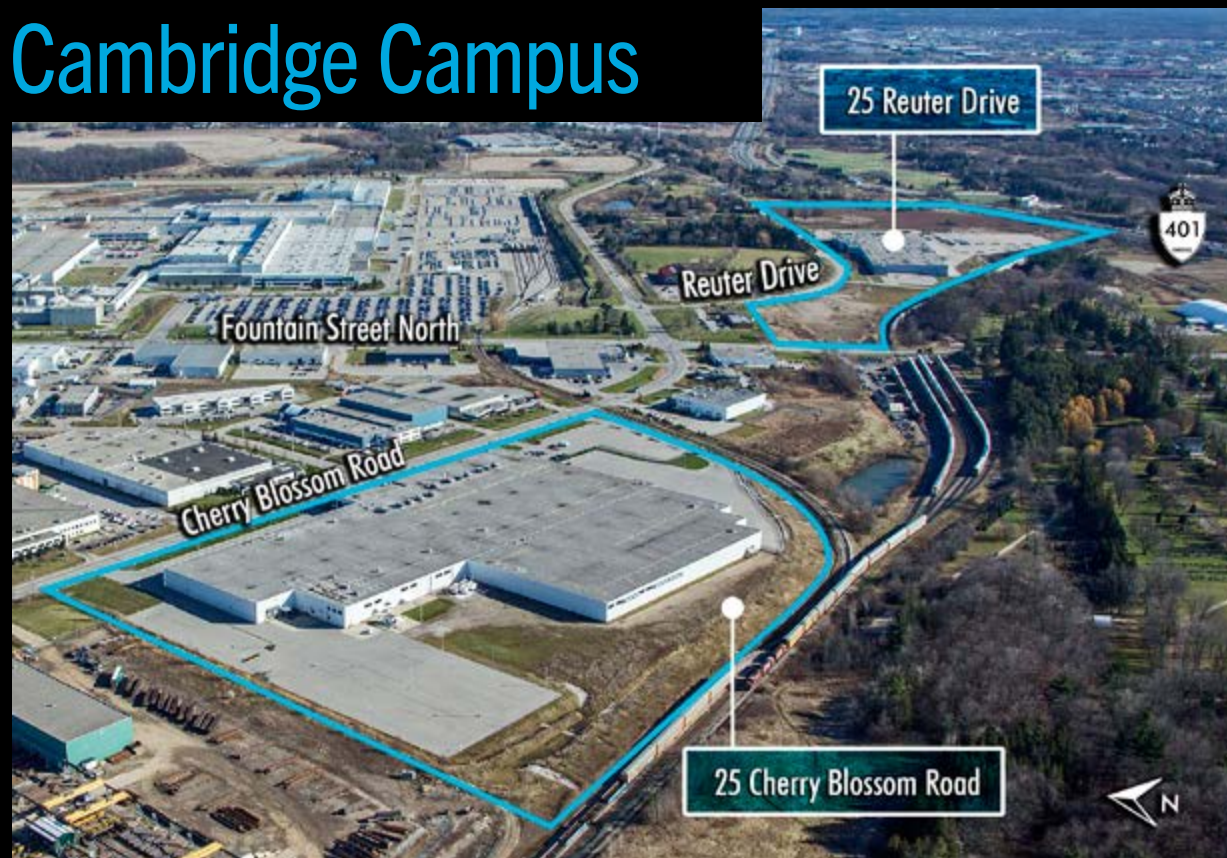 Cambridge Campus
25 Reuter Drive
401
Reuter Drive
Fountain Street North
Cherry Blossom Road
25 Cherry Blossom Road
N